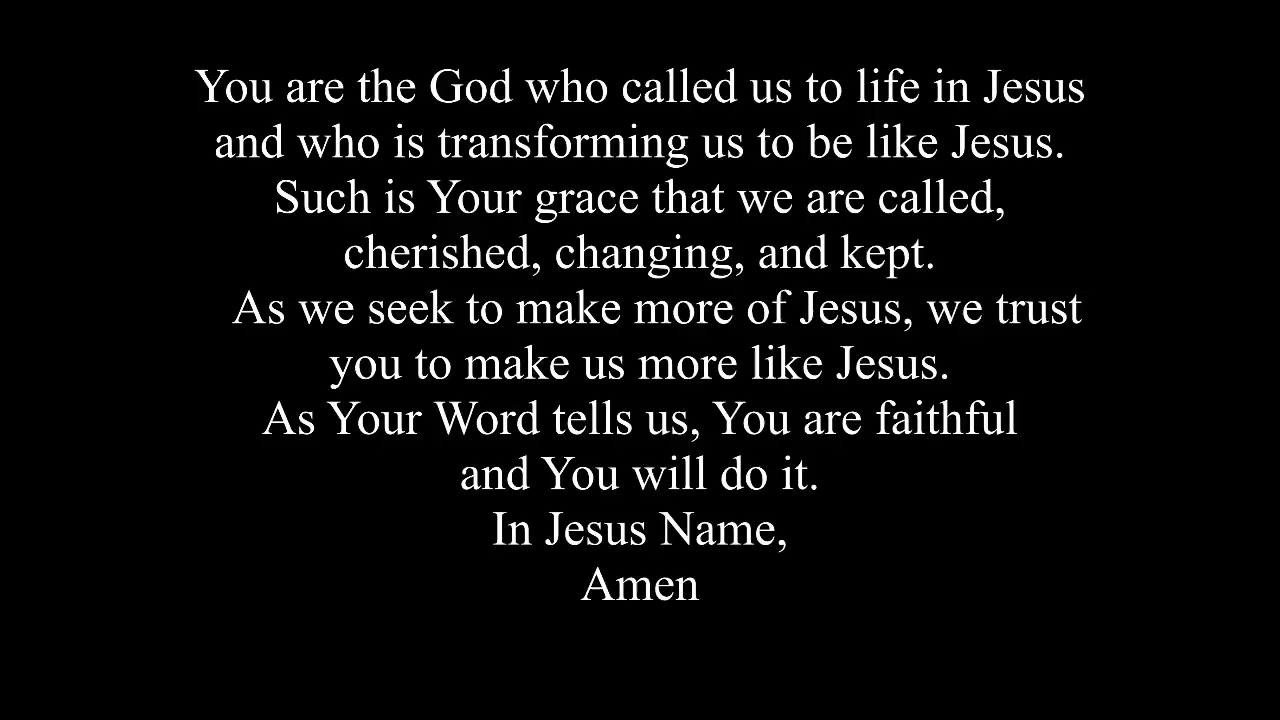 You are the God who called us to life in Jesus
and who is transforming us to be like Jesus.
Such is Your grace that we are called,
cherished, changing, and kept.
As we seek to make more of Jesus, we trust
you to make us more like Jesus.
As Your Word tells us, You are faithful
and You will do it.
In Jesus Name,
Amen